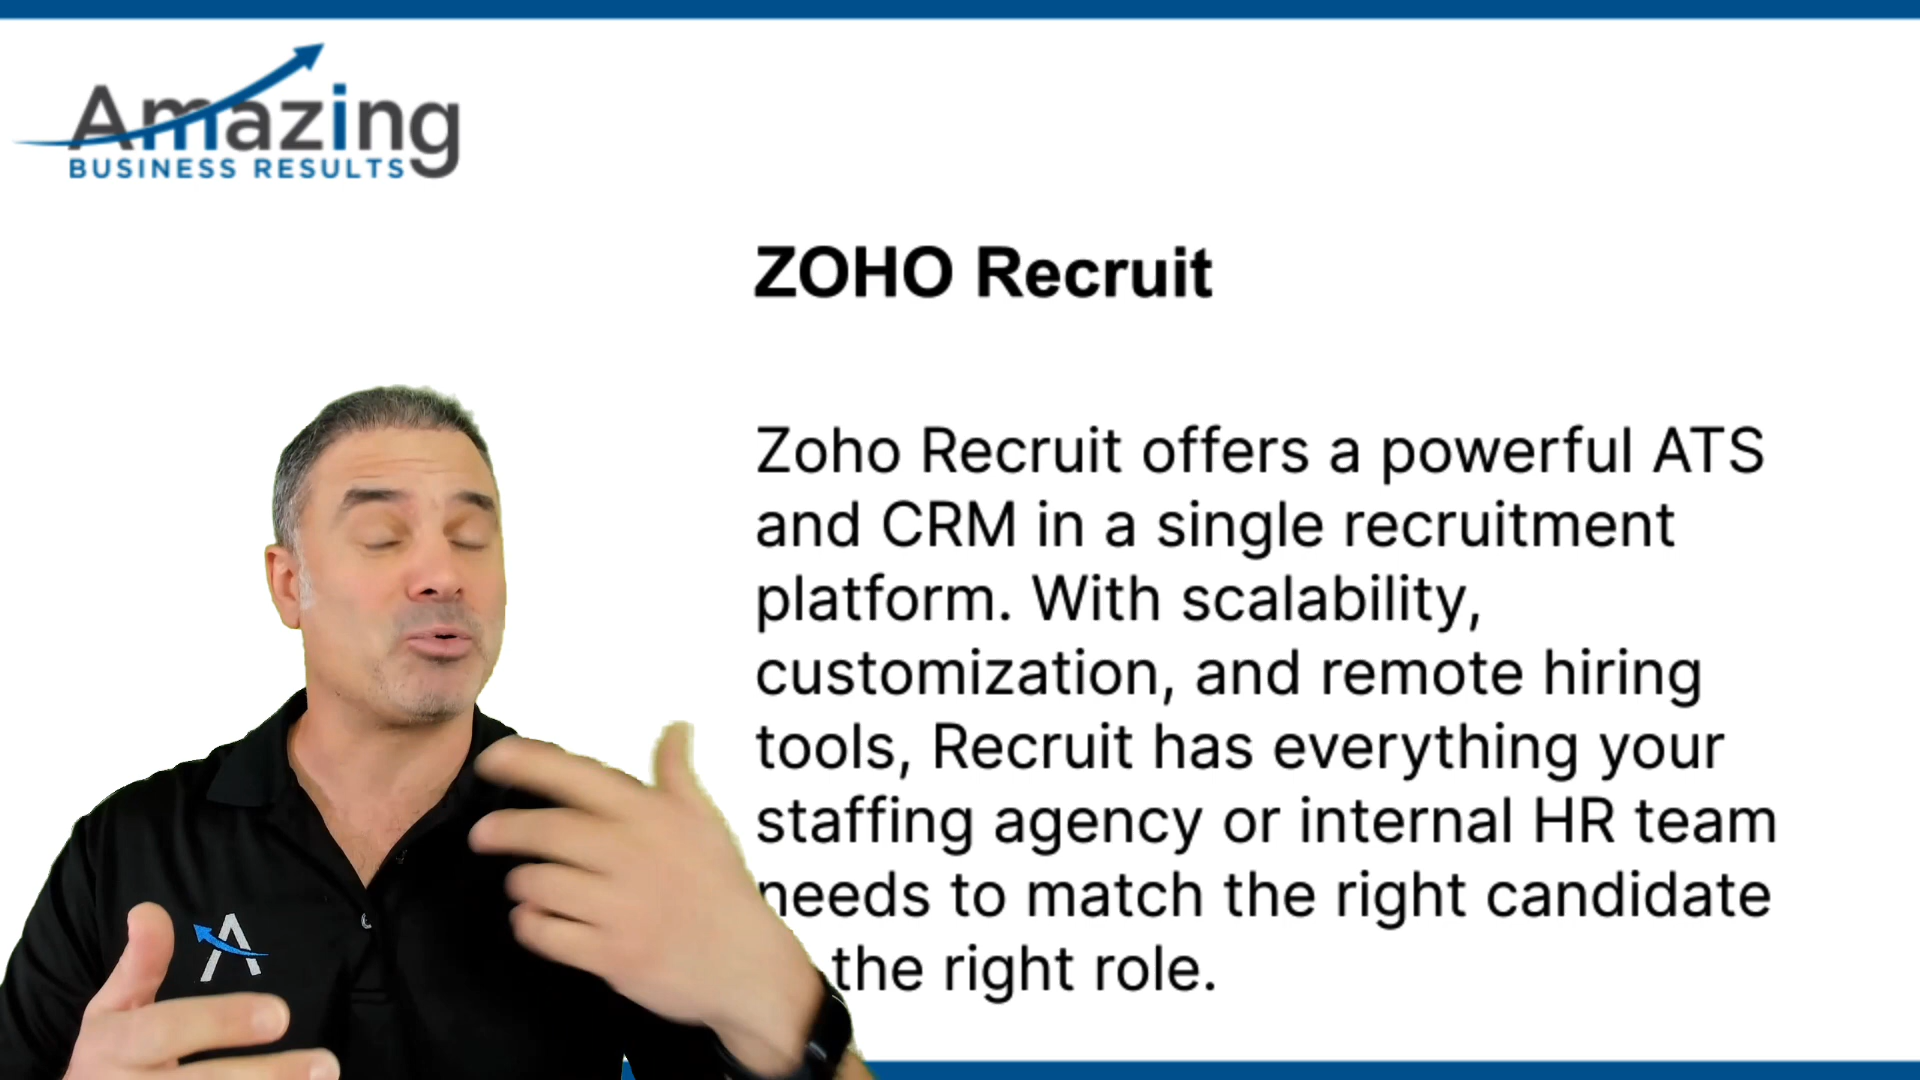 Amazing
BUSINESS RESULTS
ZOHO Recruit
Zoho Recruit offers a powerful ATS
and CRM in a single recruitment
platform. With scalability,
customization, and remote hiring
tools, Recruit has everything your
staffing agency or internal HR team
needs to match the right candidate
the right role.
A